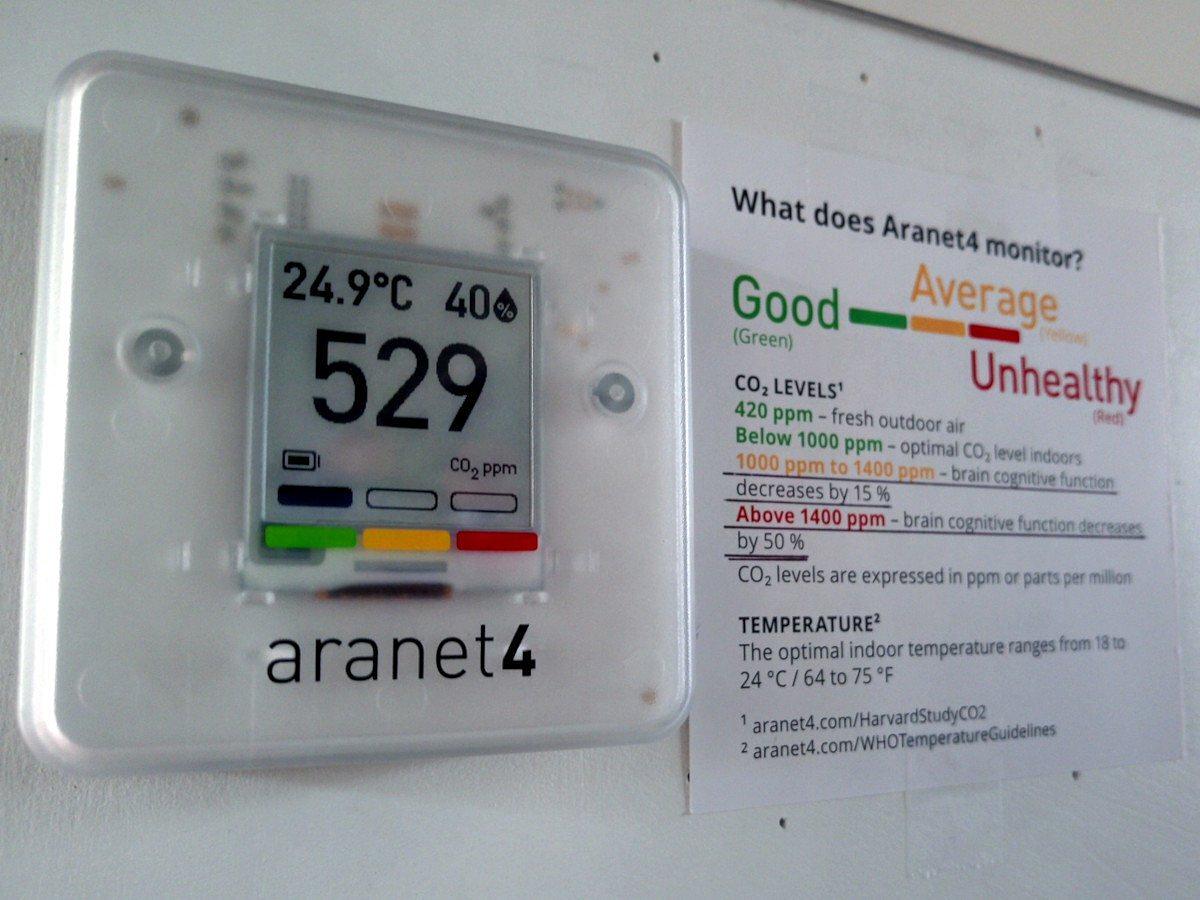 24.9°C 40%
529
CO₂ ppm
aranet4
What does Aranet4 monitor?
Good
(Green)
Average
(Yellow)
Unhealthy
(Red)
CO₂ LEVELS¹
420 ppm – fresh outdoor air
Below 1000 ppm – optimal CO₂ level indoors
1000 ppm to 1400 ppm – brain cognitive function
decreases by 15 %
Above 1400 ppm – brain cognitive function decreases
by 50 %
CO₂ levels are expressed in ppm or parts per million
TEMPERATURE²
The optimal indoor temperature ranges from 18 to
24 °C / 64 to 75 °F
¹ aranet4.com/HarvardStudyCO2
² aranet4.com/WHOTemperatureGuidelines